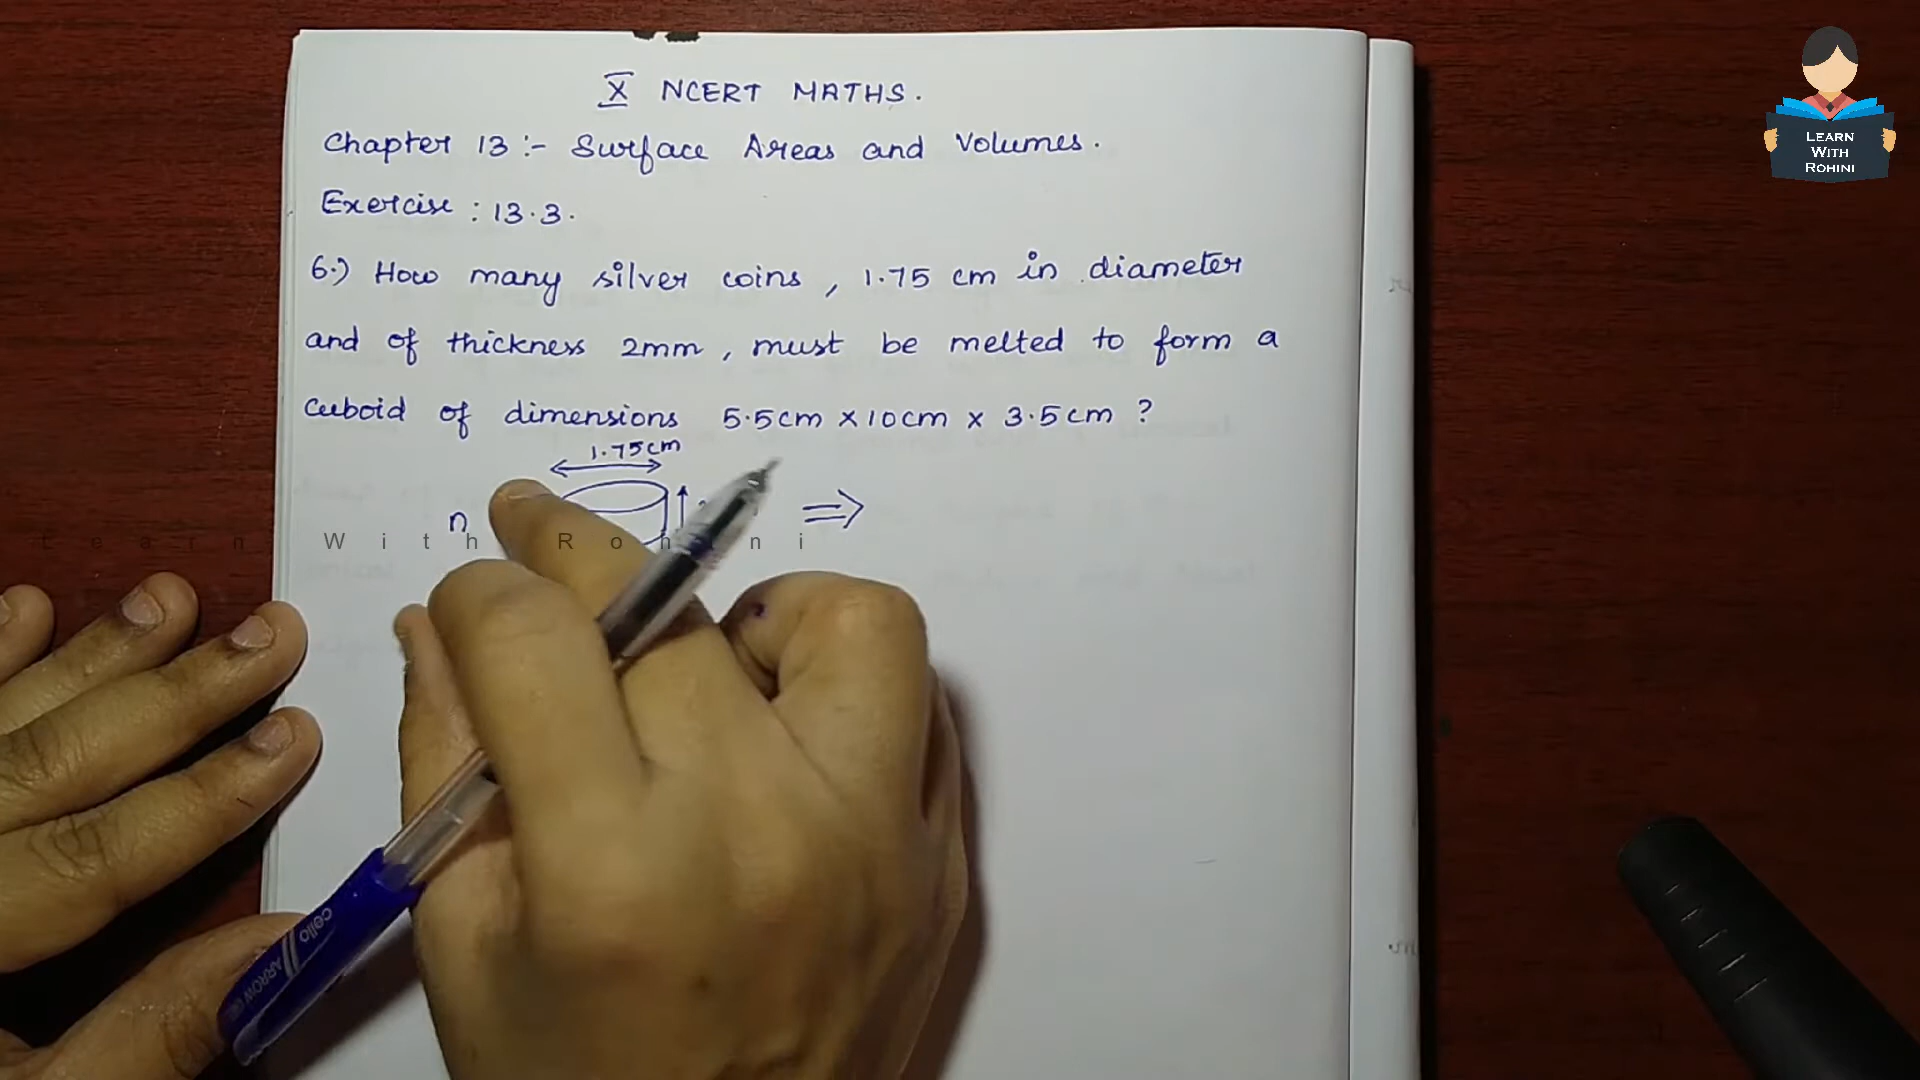 X NCERT MATHS.
Chapter 13 :- Surface Areas and Volumes.
Exercise : 13.3.
6.) How many silver coins, 1.75 cm in diameter
and of thickness 2mm, must be melted to form a
cuboid of dimensions 5.5cm x 10cm x 3.5cm ?
1.75cm
n
⇒
Learn With Rohini
LEARN
WITH
ROHINI
cello
ARROW